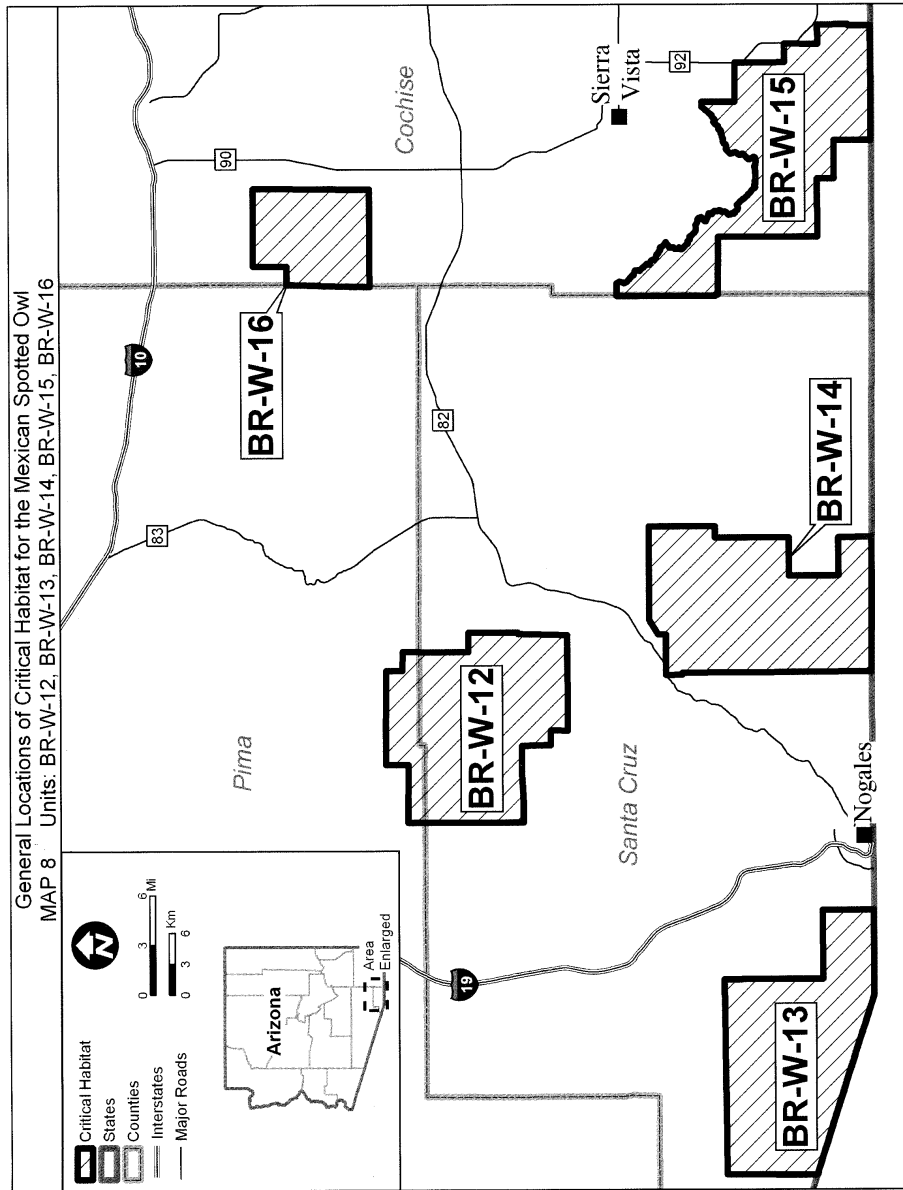 General Locations of Critical Habitat for the Mexican Spotted Owl
MAP 8 Units: BR-W-12, BR-W-13, BR-W-14, BR-W-15, BR-W-16
Critical Habitat
States
Counties
Interstates
Major Roads
N
0 3 6
Mi
Km
0 3 6
Arizona
Area
Enlarged
10
83
90
Cochise
Pima
BR-W-16
82
Sierra
Vista
92
BR-W-12
19
Santa Cruz
BR-W-15
BR-W-14
BR-W-13
Nogales